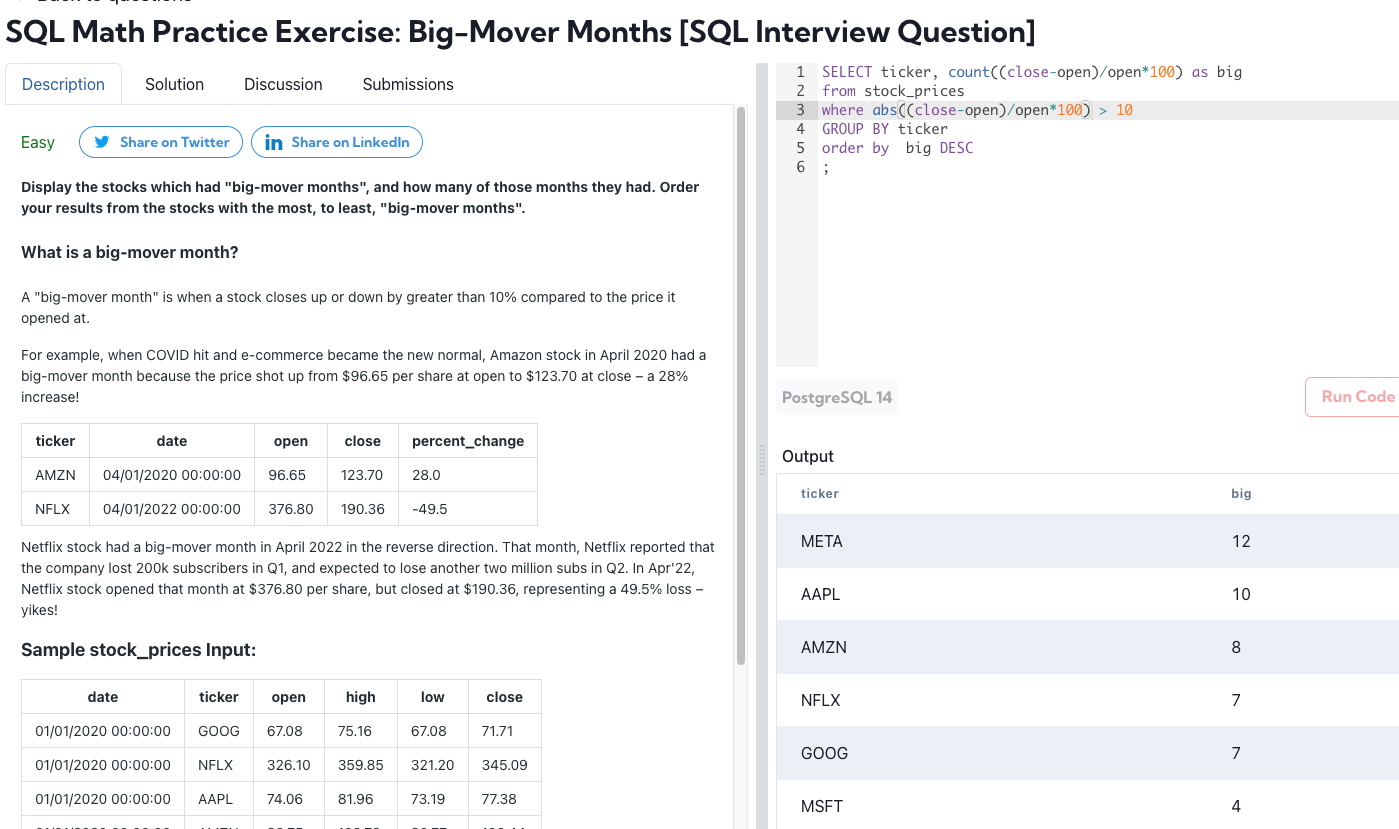 SQL Math Practice Exercise: Big-Mover Months [SQL Interview Question]
Description Solution Discussion Submissions
Easy Share on Twitter Share on LinkedIn
Display the stocks which had "big-mover months", and how many of those months they had. Order
your results from the stocks with the most, to least, "big-mover months".
What is a big-mover month?
A "big-mover month" is when a stock closes up or down by greater than 10% compared to the price it
opened at.
For example, when COVID hit and e-commerce became the new normal, Amazon stock in April 2020 had a
big-mover month because the price shot up from $96.65 per share at open to $123.70 at close – a 28%
increase!
ticker date open close percent_change
AMZN 04/01/2020 00:00:00 96.65 123.70 28.0
NFLX 04/01/2022 00:00:00 376.80 190.36 -49.5
Netflix stock had a big-mover month in April 2022 in the reverse direction. That month, Netflix reported that
the company lost 200k subscribers in Q1, and expected to lose another two million subs in Q2. In Apr'22,
Netflix stock opened that month at $376.80 per share, but closed at $190.36, representing a 49.5% loss –
yikes!
Sample stock_prices Input:
date ticker open high low close
01/01/2020 00:00:00 GOOG 67.08 75.16 67.08 71.71
01/01/2020 00:00:00 NFLX 326.10 359.85 321.20 345.09
01/01/2020 00:00:00 AAPL 74.06 81.96 73.19 77.38
1 SELECT ticker, count((close-open)/open*100) as big
2 from stock_prices
3 where abs((close-open)/open*100) > 10
4 GROUP BY ticker
5 order by  big DESC
6 ;
PostgreSQL 14 Run Code
Output
ticker big
META 12
AAPL 10
AMZN 8
NFLX 7
GOOG 7
MSFT 4